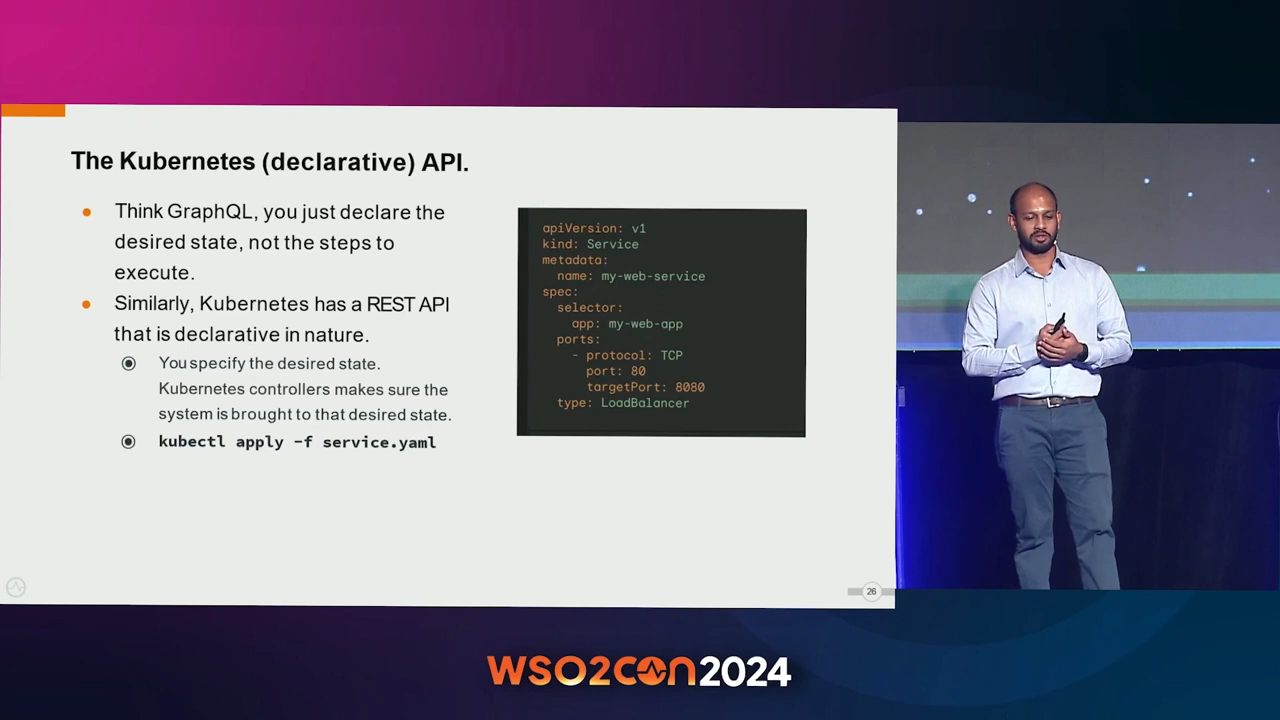 The Kubernetes (declarative) API.
Think GraphQL, you just declare the
desired state, not the steps to
execute.
Similarly, Kubernetes has a REST API
that is declarative in nature.
You specify the desired state.
Kubernetes controllers makes sure the
system is brought to that desired state.
kubectl apply -f service.yaml
apiVersion: v1
kind: Service
metadata:
  name: my-web-service
spec:
  selector:
    app: my-web-app
  ports:
    - protocol: TCP
      port: 80
      targetPort: 8080
  type: LoadBalancer
26
WSO2CON2024